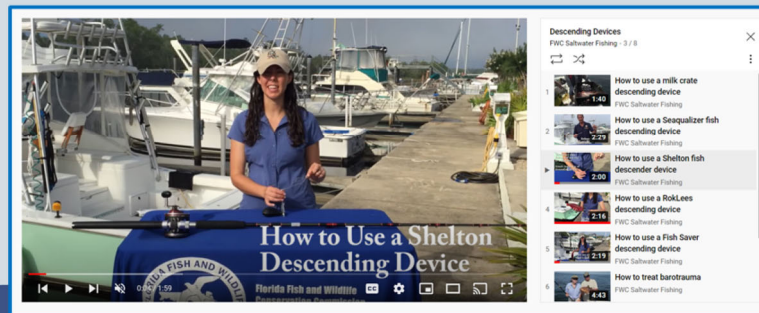 How to Use a Shelton
Descending Device
FLORIDA FISH AND WILDLIFE
Florida Fish and Wildlife
Conservation Commission
/ 1:59
CC
Descending Devices
FWC Saltwater Fishing - 3 / 8
1
1:40
How to use a milk crate
descending device
FWC Saltwater Fishing
2
2:29
How to use a Seaqualizer fish
descending device
FWC Saltwater Fishing
2:00
How to use a Shelton fish
descender device
FWC Saltwater Fishing
4
2:16
How to use a RokLees
descending device
FWC Saltwater Fishing
5
2:19
How to use a Fish Saver
descending device
FWC Saltwater Fishing
6
4:43
How to treat barotrauma
FWC Saltwater Fishing